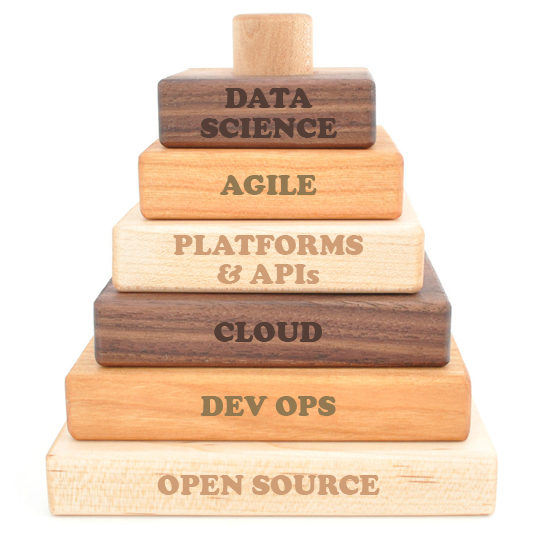 DATA
SCIENCE
AGILE
PLATFORMS
& APIs
CLOUD
DEV OPS
OPEN SOURCE